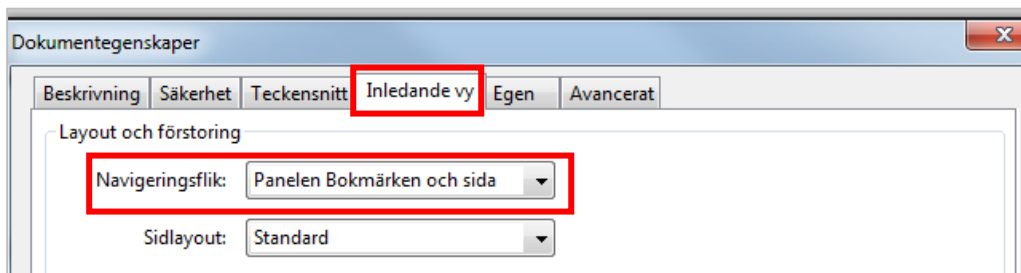 Dokumentegenskaper
Beskrivning Säkerhet Teckensnitt Inledande vy Egen Avancerat
Layout och förstoring
Navigeringsflik: Panelen Bokmärken och sida
Sidlayout: Standard